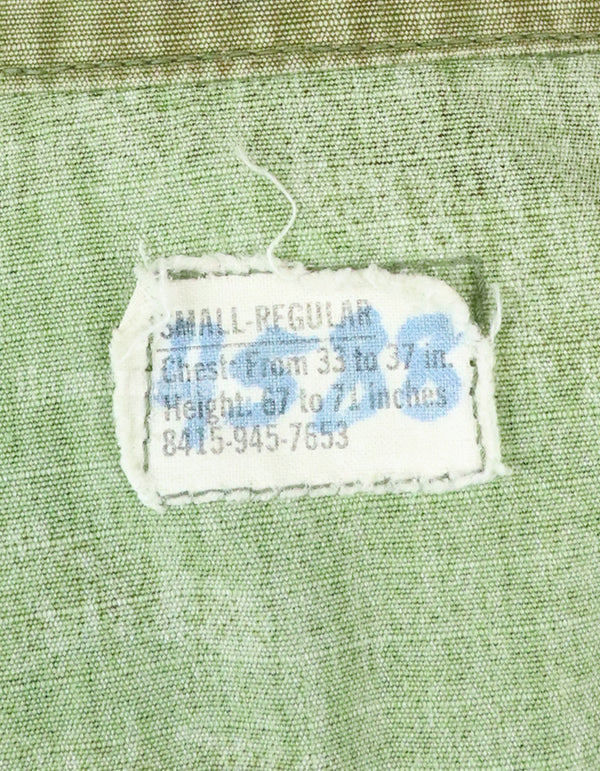 SMALL-REGULAR
Chest: From 33 to 37 in.
Height: 67 to 71 inches
8415-945-7653